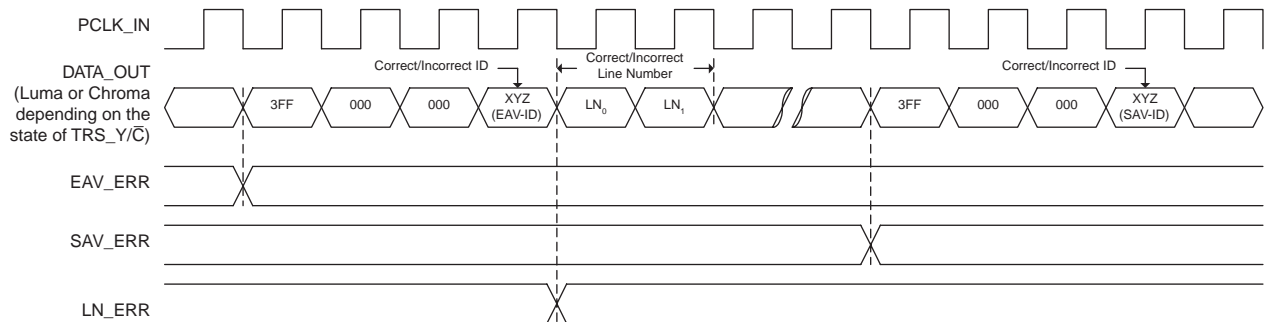 PCLK_IN
DATA_OUT
(Luma or Chroma
depending on the
state of TRS_Y/C̅)
Correct/Incorrect ID
Correct/Incorrect
Line Number
Correct/Incorrect ID
3FF 000 000 XYZ
(EAV-ID) LN₀ LN₁ 3FF 000 000 XYZ
(SAV-ID)
EAV_ERR
SAV_ERR
LN_ERR